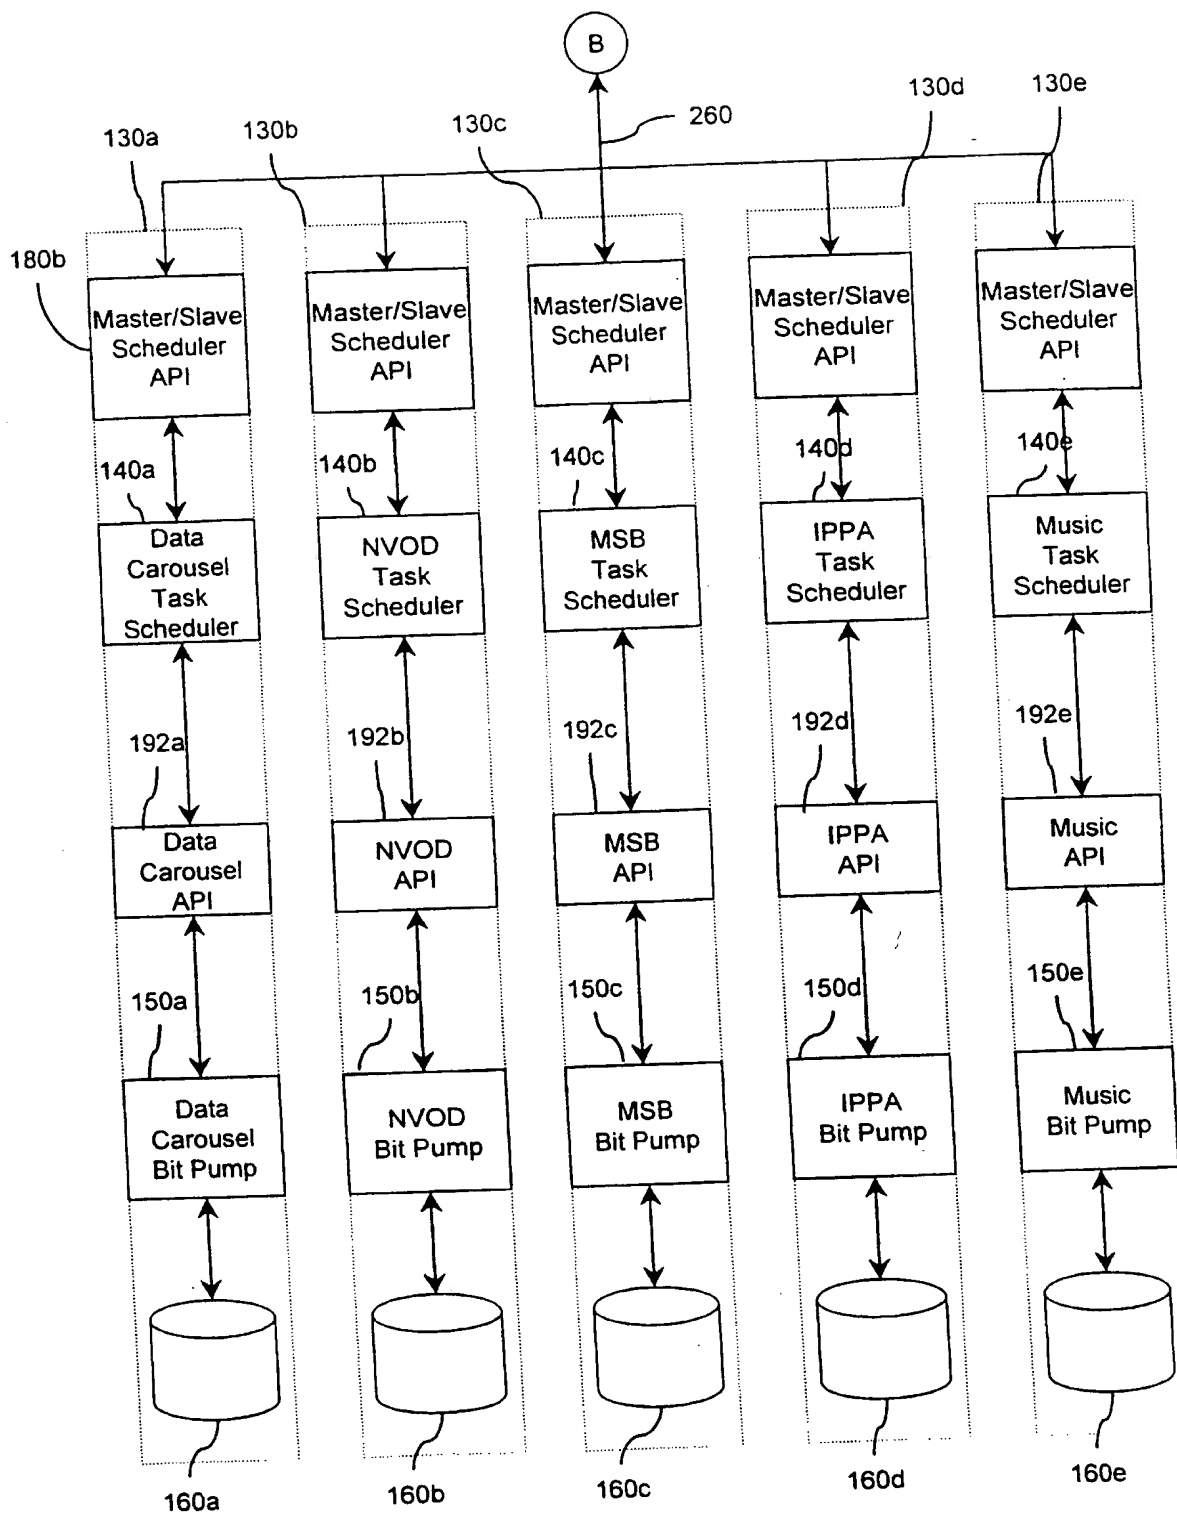 B
130a
130b
130c
260
130d
130e
180b
Master/Slave
Scheduler
API
Master/Slave
Scheduler
API
Master/Slave
Scheduler
API
Master/Slave
Scheduler
API
Master/Slave
Scheduler
API
140a
140b
140c
140d
140e
Data
Carousel
Task
Scheduler
NVOD
Task
Scheduler
MSB
Task
Scheduler
IPPA
Task
Scheduler
Music
Task
Scheduler
192a
192b
192c
192d
192e
Data
Carousel
API
NVOD
API
MSB
API
IPPA
API
Music
API
150a
150b
150c
150d
150e
Data
Carousel
Bit Pump
NVOD
Bit Pump
MSB
Bit Pump
IPPA
Bit Pump
Music
Bit Pump
160a
160b
160c
160d
160e